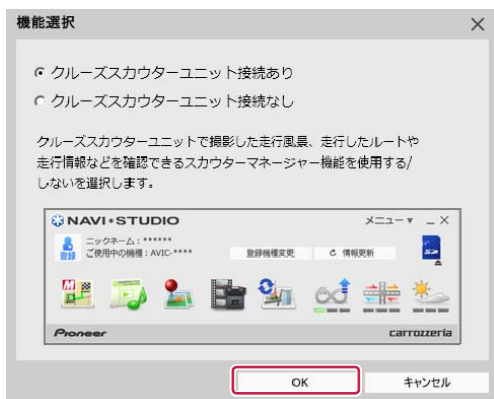 機能選択
クルーズスカウターユニット接続あり
クルーズスカウターユニット接続なし
クルーズスカウターユニットで撮影した走行風景、走行したルートや
走行情報などを確認できるスカウターマネージャー機能を使用する/
しないを選択します。
NAVI*STUDIO メニュー
登録 ニックネーム:******
ご使用中の機種:AVIC-**** 登録機種変更 情報更新
Pioneer carrozzeria
OK キャンセル